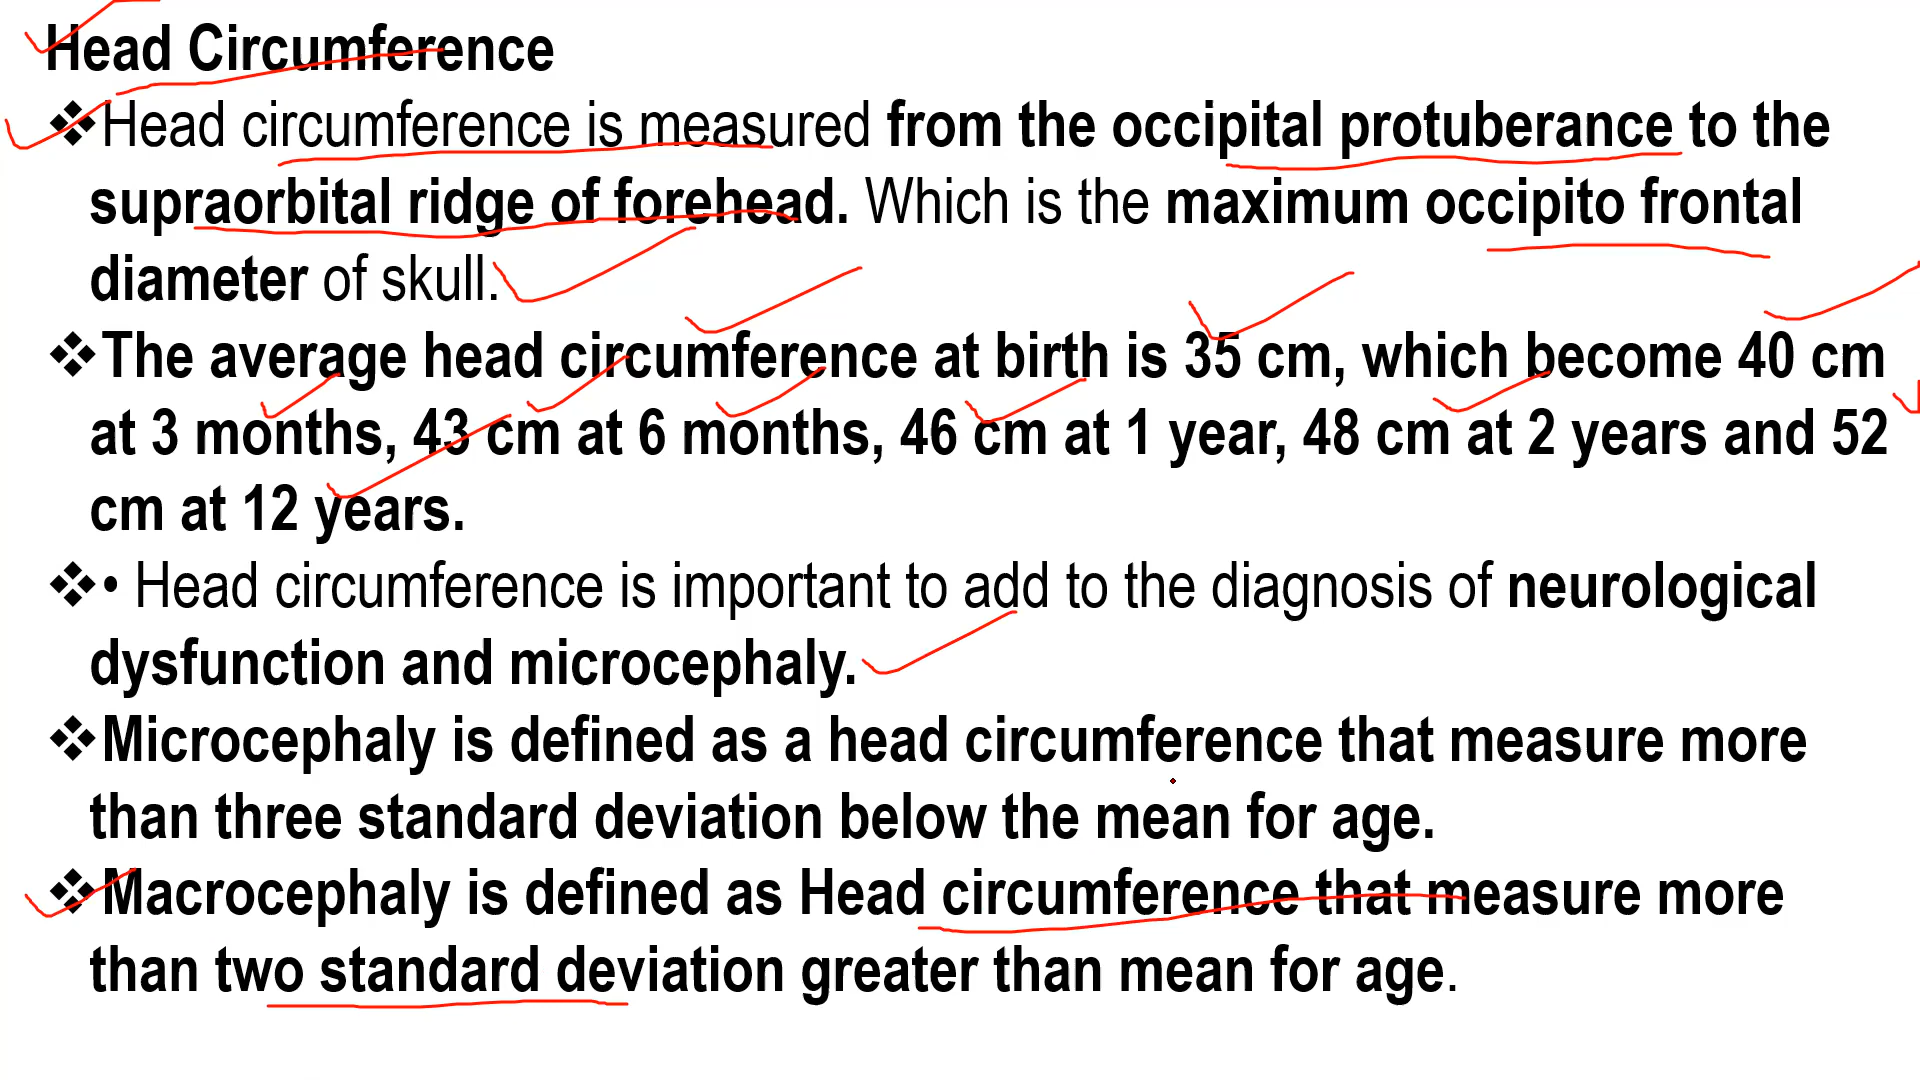 Head Circumference
❖Head circumference is measured from the occipital protuberance to the
supraorbital ridge of forehead. Which is the maximum occipito frontal
diameter of skull.
❖The average head circumference at birth is 35 cm, which become 40 cm
at 3 months, 43 cm at 6 months, 46 cm at 1 year, 48 cm at 2 years and 52
cm at 12 years.
❖• Head circumference is important to add to the diagnosis of neurological
dysfunction and microcephaly.
❖Microcephaly is defined as a head circumference that measure more
than three standard deviation below the mean for age.
❖Macrocephaly is defined as Head circumference that measure more
than two standard deviation greater than mean for age.